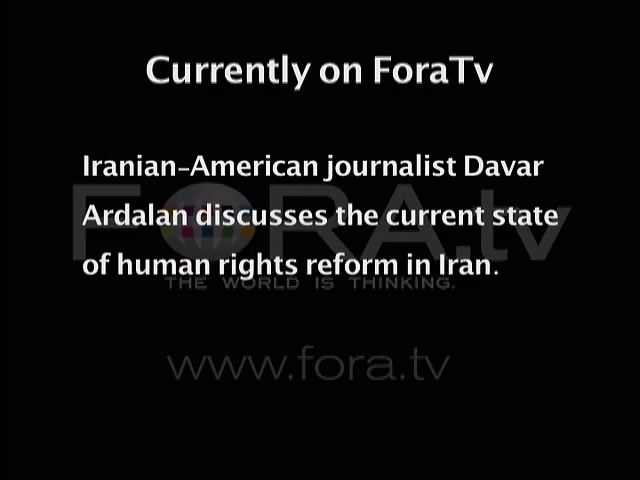 Currently on ForaTv
Iranian-American journalist Davar
Ardalan discusses the current state
of human rights reform in Iran.
FORA.tv
THE WORLD IS THINKING.
www.fora.tv